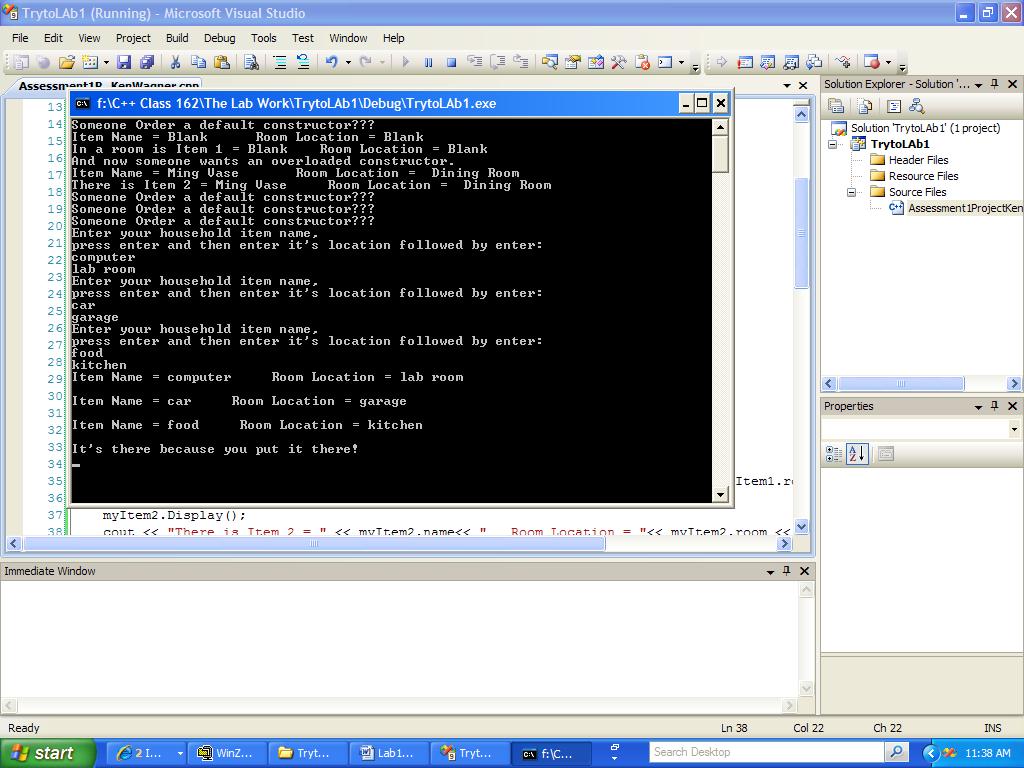 TrytoLAb1 (Running) - Microsoft Visual Studio
File Edit View Project Build Debug Tools Test Window Help
Assessment1P KenWagner.cpp
f:\C++ Class 162\The Lab Work\TrytoLAb1\Debug\TrytoLAb1.exe
Someone Order a default constructor???
Item Name = Blank Room Location = Blank
In a room is Item 1 = Blank Room Location = Blank
And now someone wants an overloaded constructor.
Item Name = Ming Vase Room Location = Dining Room
There is Item 2 = Ming Vase Room Location = Dining Room
Someone Order a default constructor???
Someone Order a default constructor???
Someone Order a default constructor???
Enter your household item name,
press enter and then enter it's location followed by enter:
computer
lab room
Enter your household item name,
press enter and then enter it's location followed by enter:
car
garage
Enter your household item name,
press enter and then enter it's location followed by enter:
food
kitchen
Item Name = computer Room Location = lab room
Item Name = car Room Location = garage
Item Name = food Room Location = kitchen
It's there because you put it there!
13
14
15
16
17
18
19
20
21
22
23
24
25
26
27
28
29
30
31
32
33
34
35 Item1.r
36
37 myItem2.Display();
38 cout << "There is Item 2 = " << myItem2.name<< " Room Location = "<< myItem2.room <<
Solution Explorer - Solution '...
Solution 'TrytoLAb1' (1 project)
TrytoLAb1
Header Files
Resource Files
Source Files
Assessment1ProjectKen
Properties
Immediate Window
Ready Ln 38 Col 22 Ch 22 INS
start 2 I... WinZ... Tryt... Lab1... Tryt... f:\C... Search Desktop 11:38 AM